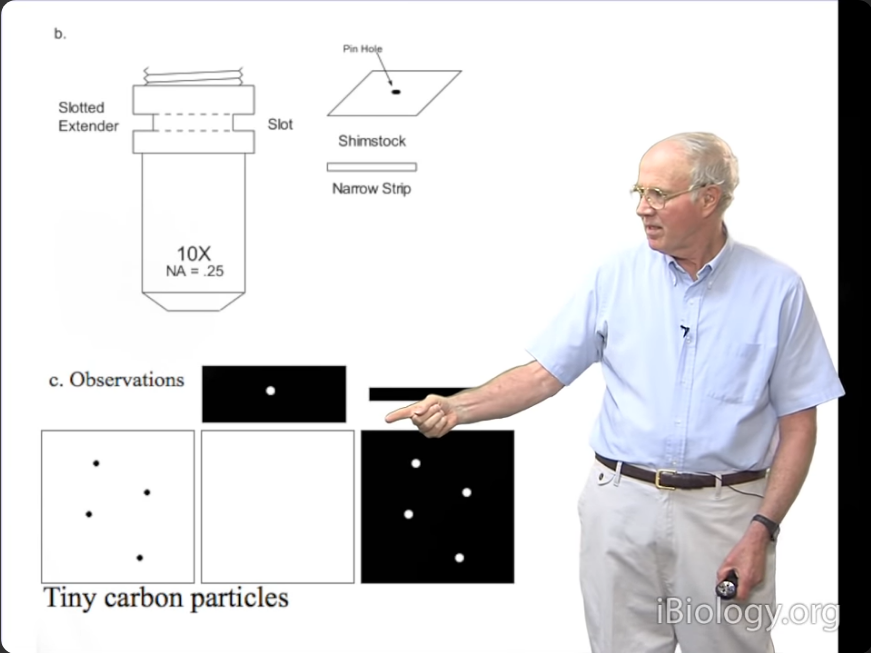 b.
Pin Hole
Slotted
Extender
Slot
Shimstock
Narrow Strip
10X
NA = .25
c. Observations
Tiny carbon particles
iBiology.org